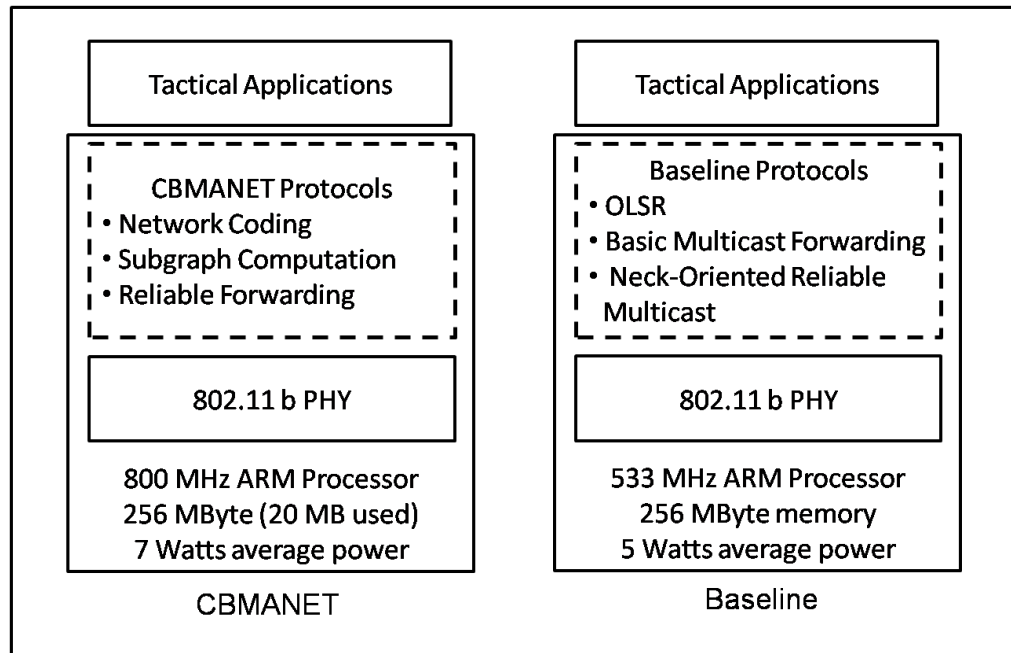 Tactical Applications
CBMANET Protocols
• Network Coding
• Subgraph Computation
• Reliable Forwarding
802.11 b PHY
800 MHz ARM Processor
256 MByte (20 MB used)
7 Watts average power
CBMANET
Tactical Applications
Baseline Protocols
• OLSR
• Basic Multicast Forwarding
• Neck-Oriented Reliable
Multicast
802.11 b PHY
533 MHz ARM Processor
256 MByte memory
5 Watts average power
Baseline